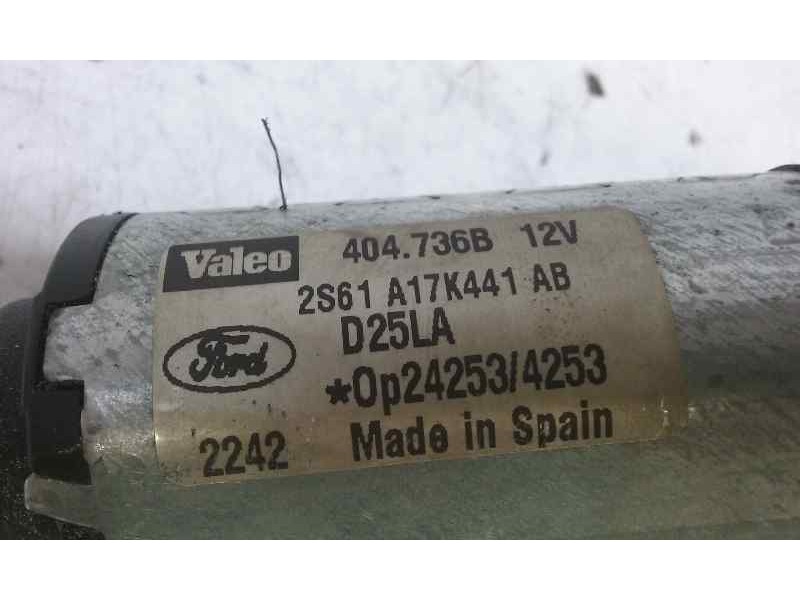 Valeo 404.736B 12V
2S61 A17K441 AB
Ford D25LA
*Op24253/4253
2242 Made in Spain